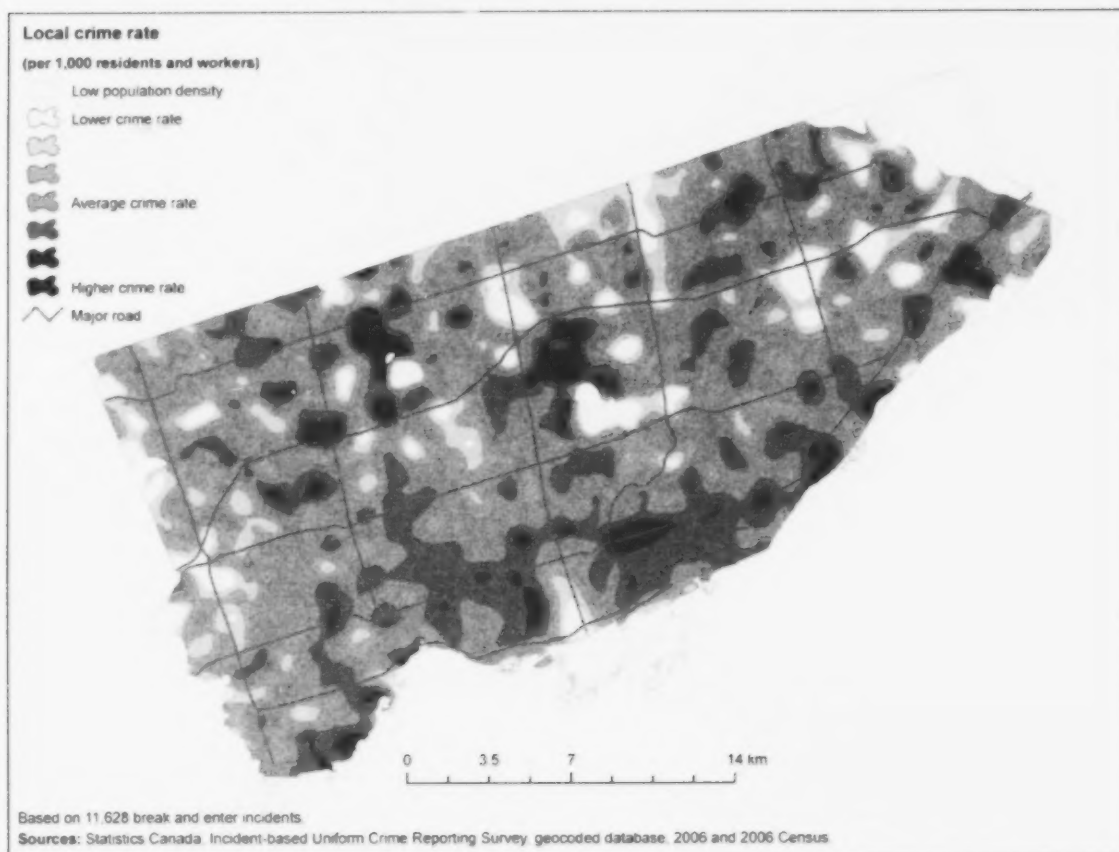 Local crime rate
(per 1,000 residents and workers)
Low population density
Lower crime rate
Average crime rate
Higher crime rate
Major road
0 3.5 7 14 km
Based on 11,628 break and enter incidents.
Sources: Statistics Canada. Incident-based Uniform Crime Reporting Survey, geocoded database, 2006 and 2006 Census.